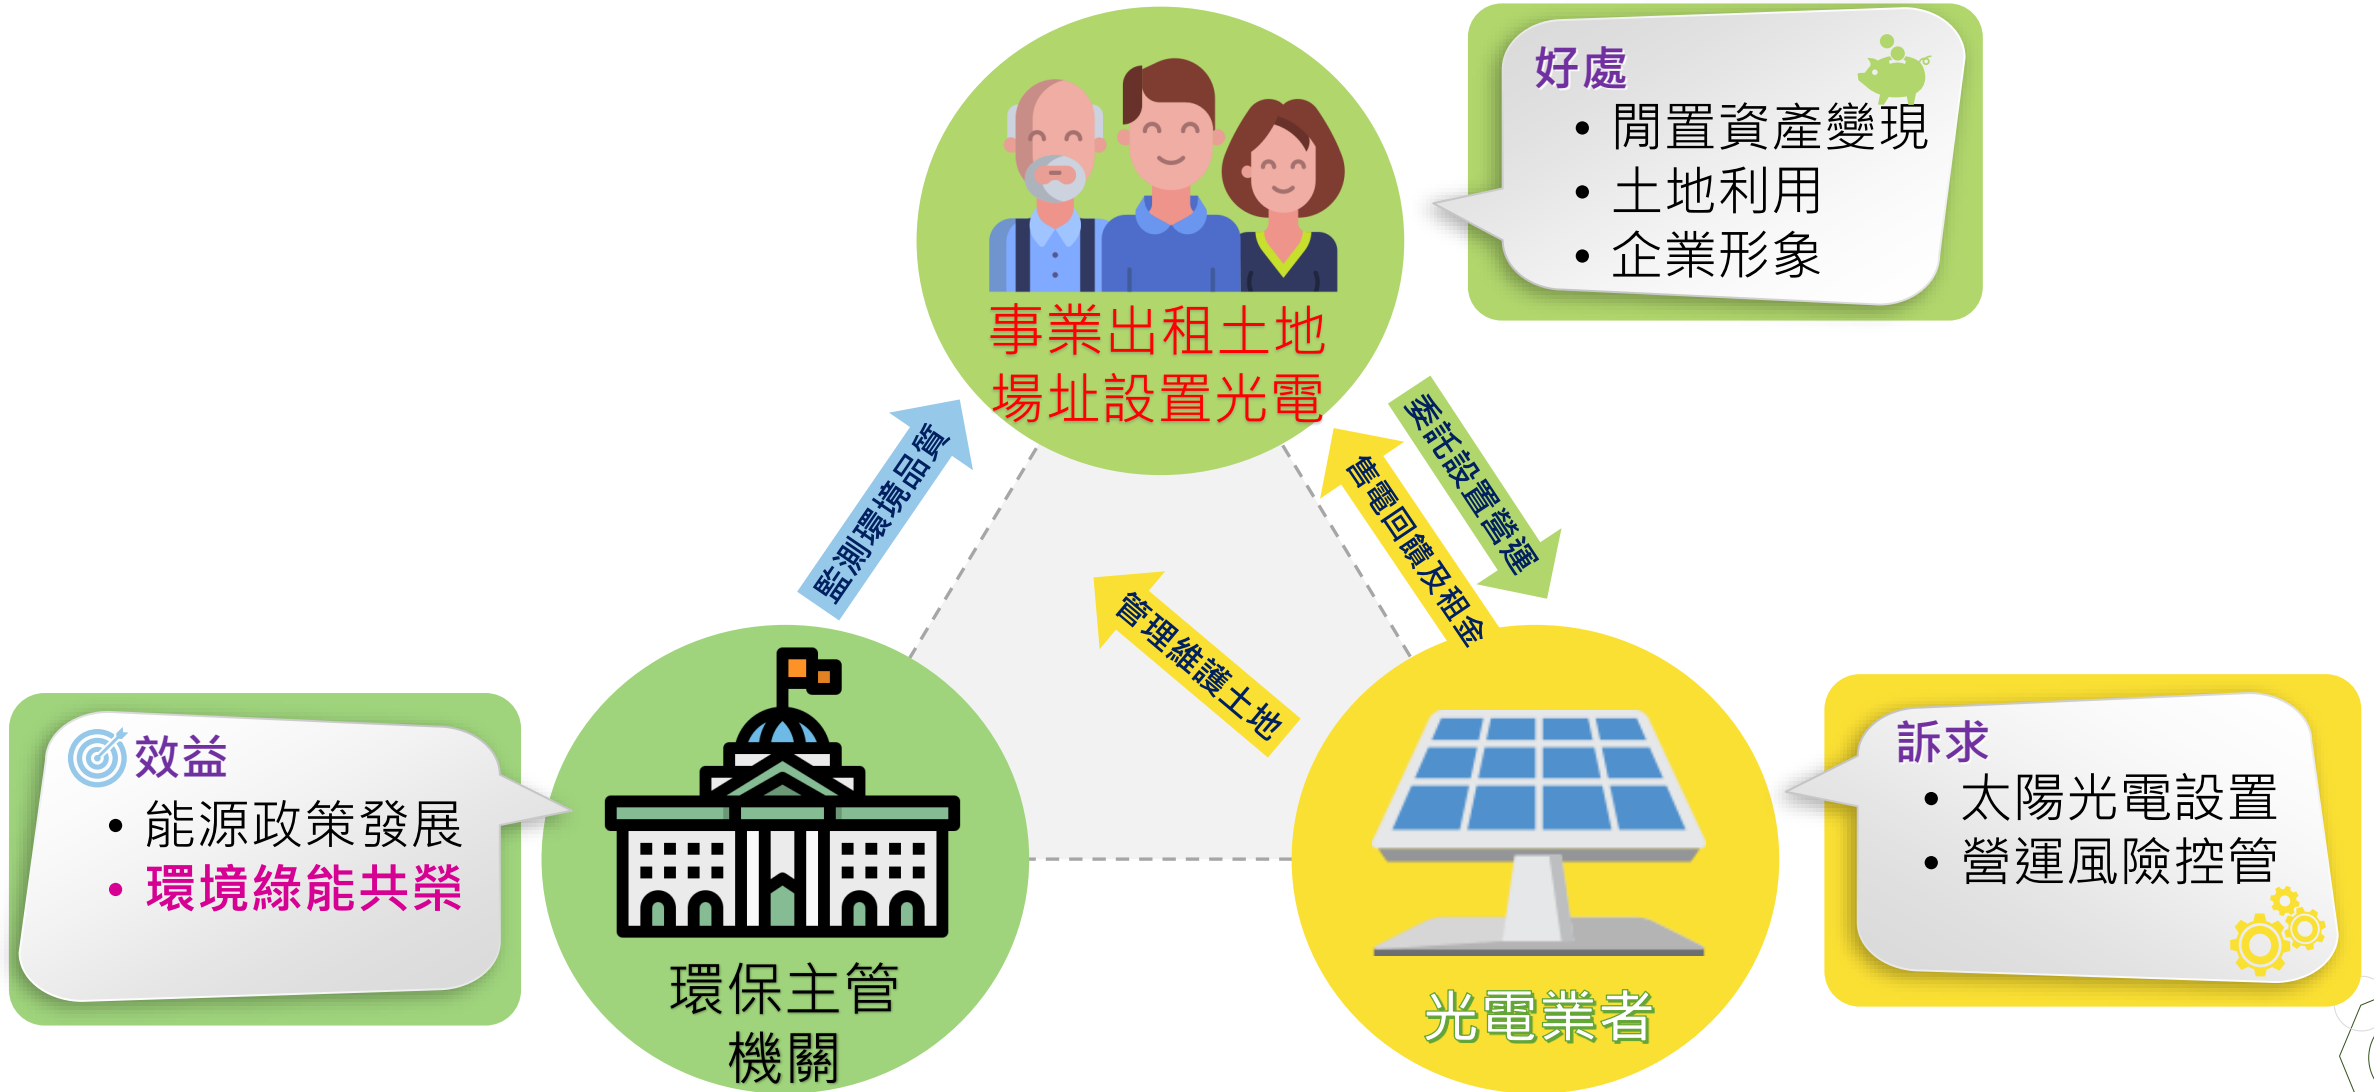 好處
• 閒置資產變現
• 土地利用
• 企業形象
事業出租土地
場址設置光電
委託設置營運
售電回饋及租金
監測環境品質
管理維護土地
效益
• 能源政策發展
• 環境綠能共榮
環保主管
機關
光電業者
訴求
• 太陽光電設置
• 營運風險控管